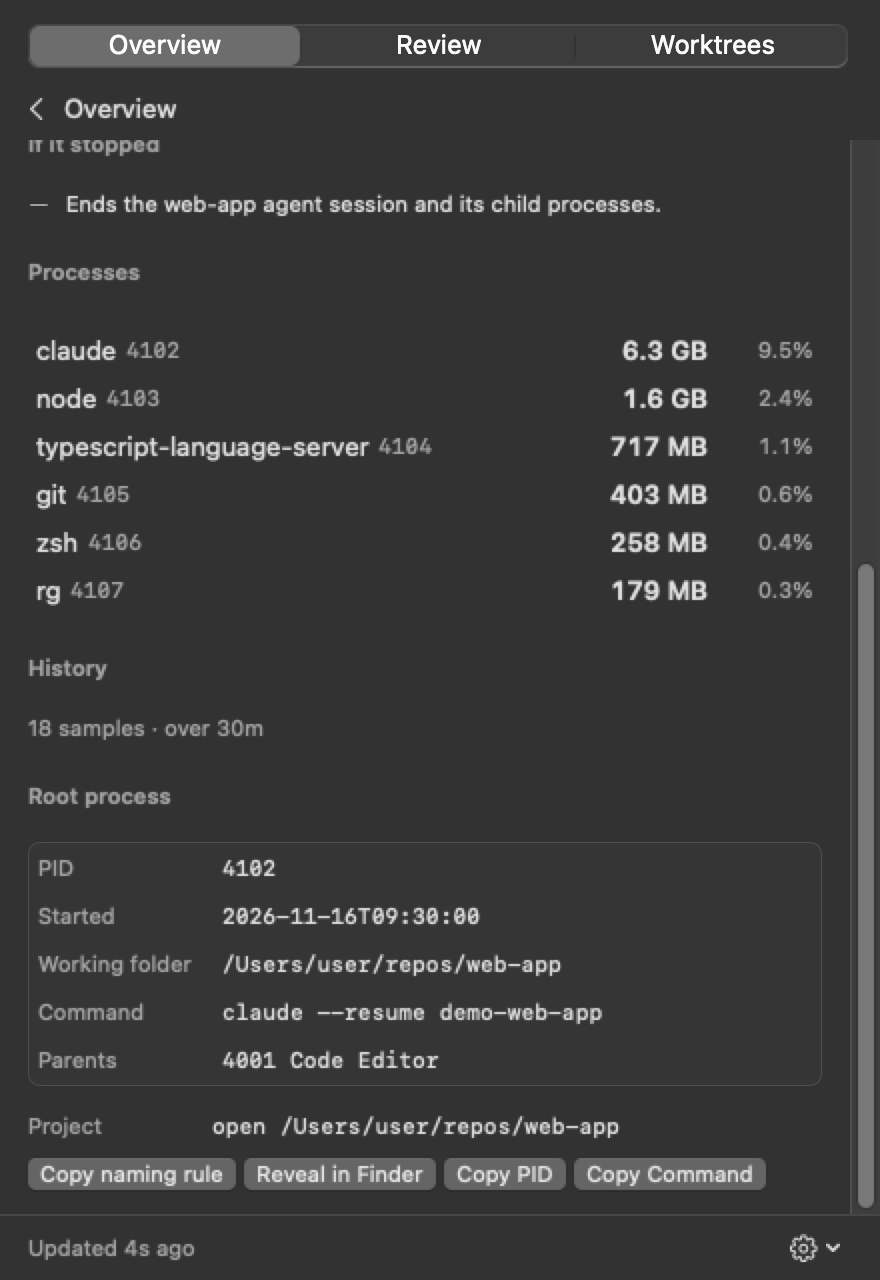 Overview Review Worktrees
Overview
If it stopped
— Ends the web-app agent session and its child processes.
Processes
claude 4102 6.3 GB 9.5%
node 4103 1.6 GB 2.4%
typescript-language-server 4104 717 MB 1.1%
git 4105 403 MB 0.6%
zsh 4106 258 MB 0.4%
rg 4107 179 MB 0.3%
History
18 samples · over 30m
Root process
PID 4102
Started 2026-11-16T09:30:00
Working folder /Users/user/repos/web-app
Command claude --resume demo-web-app
Parents 4001 Code Editor
Project open /Users/user/repos/web-app
Copy naming rule Reveal in Finder Copy PID Copy Command
Updated 4s ago